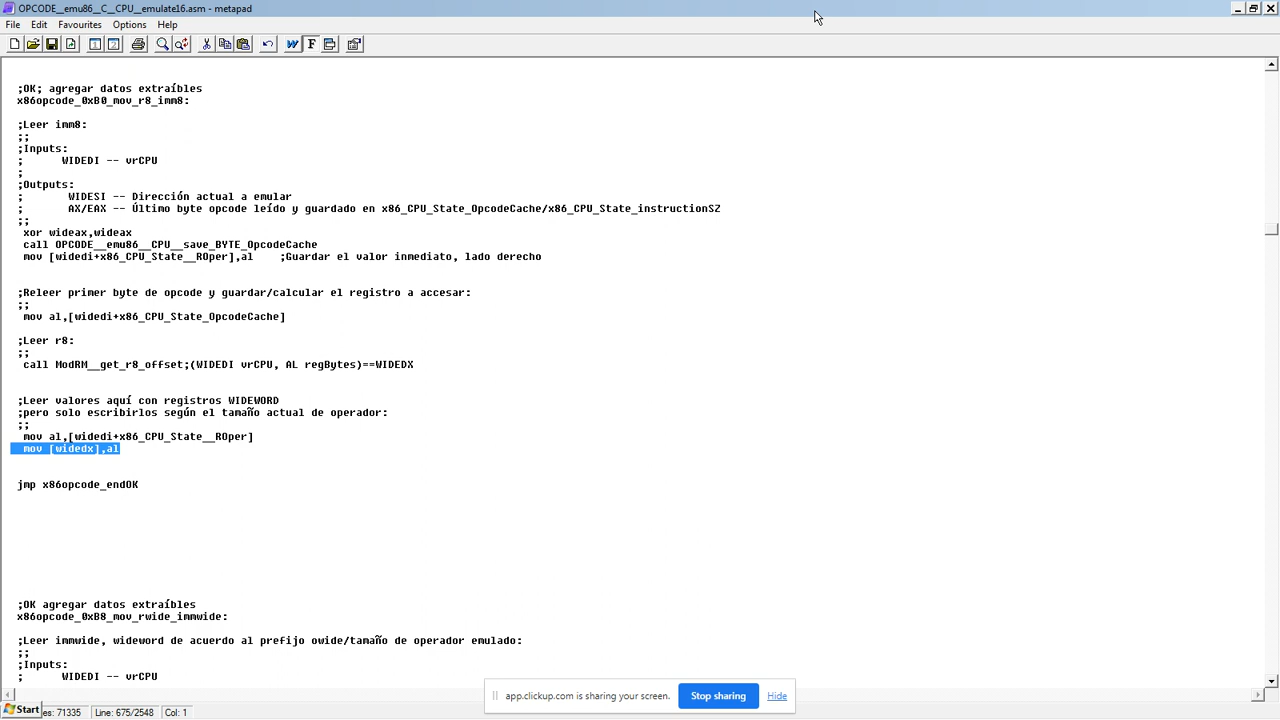 OPCODE__emu86__C__CPU__emulate16.asm - metapad
File Edit Favourites Options Help
;OK; agregar datos extraíbles
x86opcode_0xB0_mov_r8_imm8:
;Leer imm8:
;;
;Inputs:
; WIDEDI -- vrCPU
;
;Outputs:
; WIDESI -- Dirección actual a emular
; AX/EAX -- Último byte opcode leído y guardado en x86_CPU_State_OpcodeCache/x86_CPU_State_instructionSZ
;;
xor wideax,wideax
call OPCODE__emu86__CPU__save_BYTE_OpcodeCache
mov [widedi+x86_CPU_State__ROper],al ;Guardar el valor inmediato, lado derecho
;Releer primer byte de opcode y guardar/calcular el registro a accesar:
;;
mov al,[widedi+x86_CPU_State_OpcodeCache]
;Leer r8:
;;
call ModRM__get_r8_offset;(WIDEDI vrCPU, AL regBytes)==WIDEDX
;Leer valores aquí con registros WIDEWORD
;pero solo escribirlos según el tamaño actual de operador:
;;
mov al,[widedi+x86_CPU_State__ROper]
mov [widedx],al
jmp x86opcode_endOK
;OK agregar datos extraíbles
x86opcode_0xB8_mov_rwide_immwide:
;Leer immwide, wideword de acuerdo al prefijo owide/tamaño de operador emulado:
;;
;Inputs:
; WIDEDI -- vrCPU
app.clickup.com is sharing your screen. Stop sharing Hide
Start es: 71335 Line: 675/2548 Col: 1